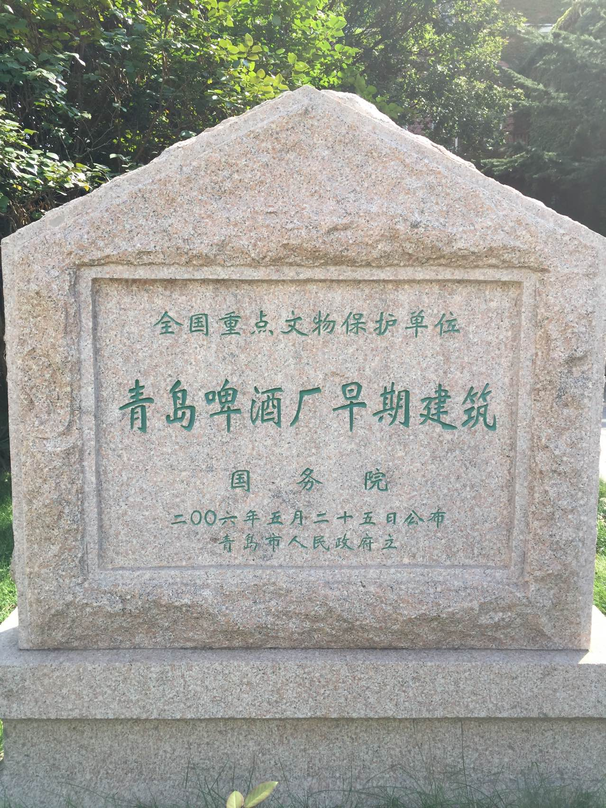 全国重点文物保护单位
青岛啤酒厂早期建筑
国务院
二〇〇六年五月二十五日公布
青岛市人民政府立